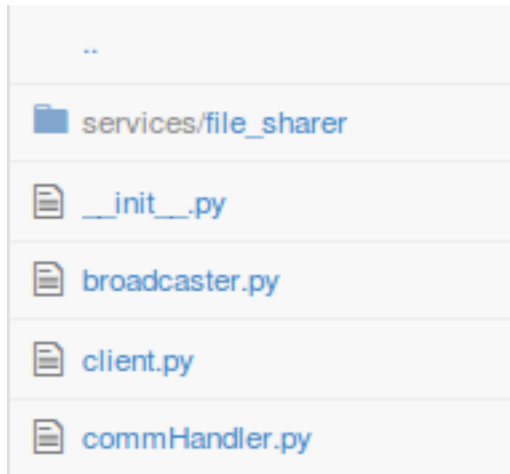 ..
services/file_sharer
__init__.py
broadcaster.py
client.py
commHandler.py